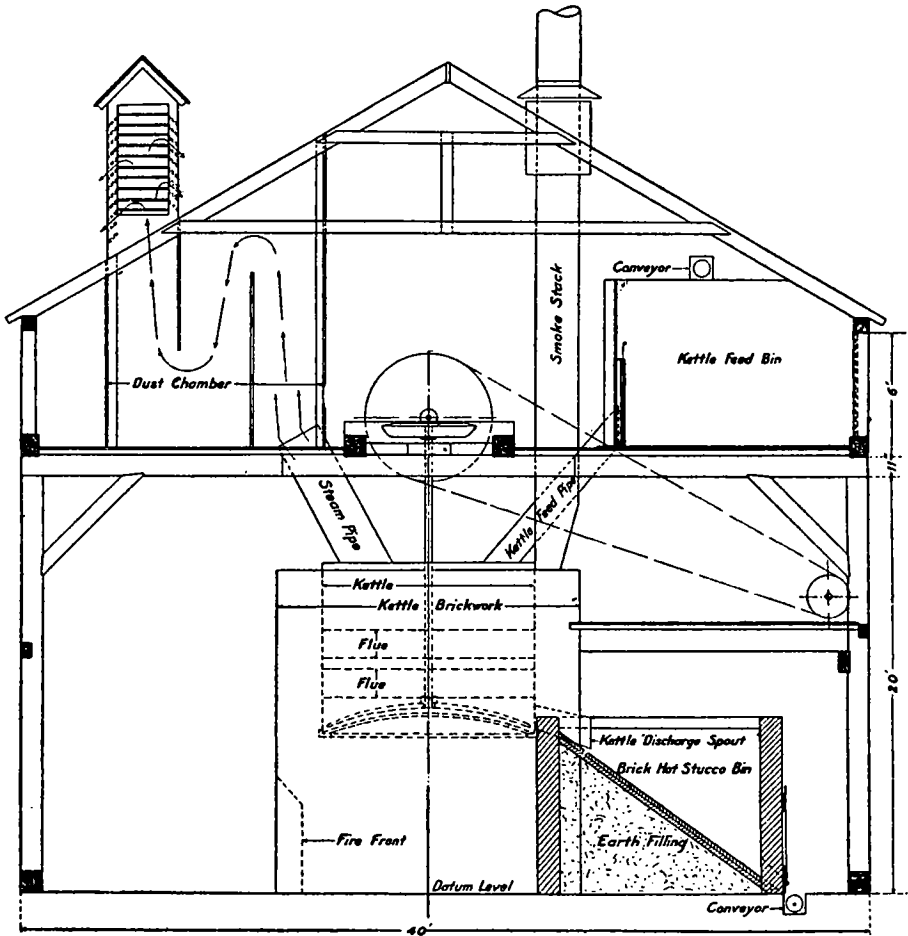 Conveyor
Smoke Stack
Kettle Feed Bin
Dust Chamber
6'
11"
Steam Pipe
Kettle Feed Pipe
Kettle
Kettle Brickwork
Flue
Flue
20'
Kettle Discharge Spout
Brick Hot Stucco Bin
Fire Front
Earth Filling
Datum Level
Conveyor
40'